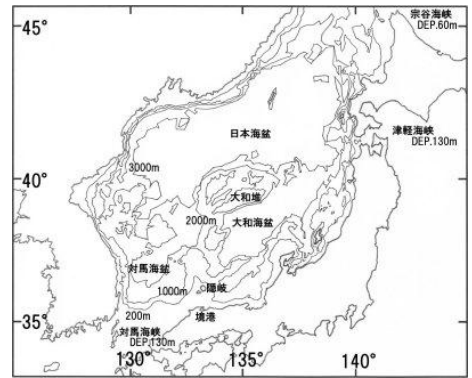 45°
宗谷海峡
DEP.60m
日本海盆
津軽海峡
DEP.130m
3000m
40°
大和堆
2000m
大和海盆
対馬海盆
1000m
隠岐
200m
境港
35°
対馬海峡
DEP.130m
130°
135°
140°